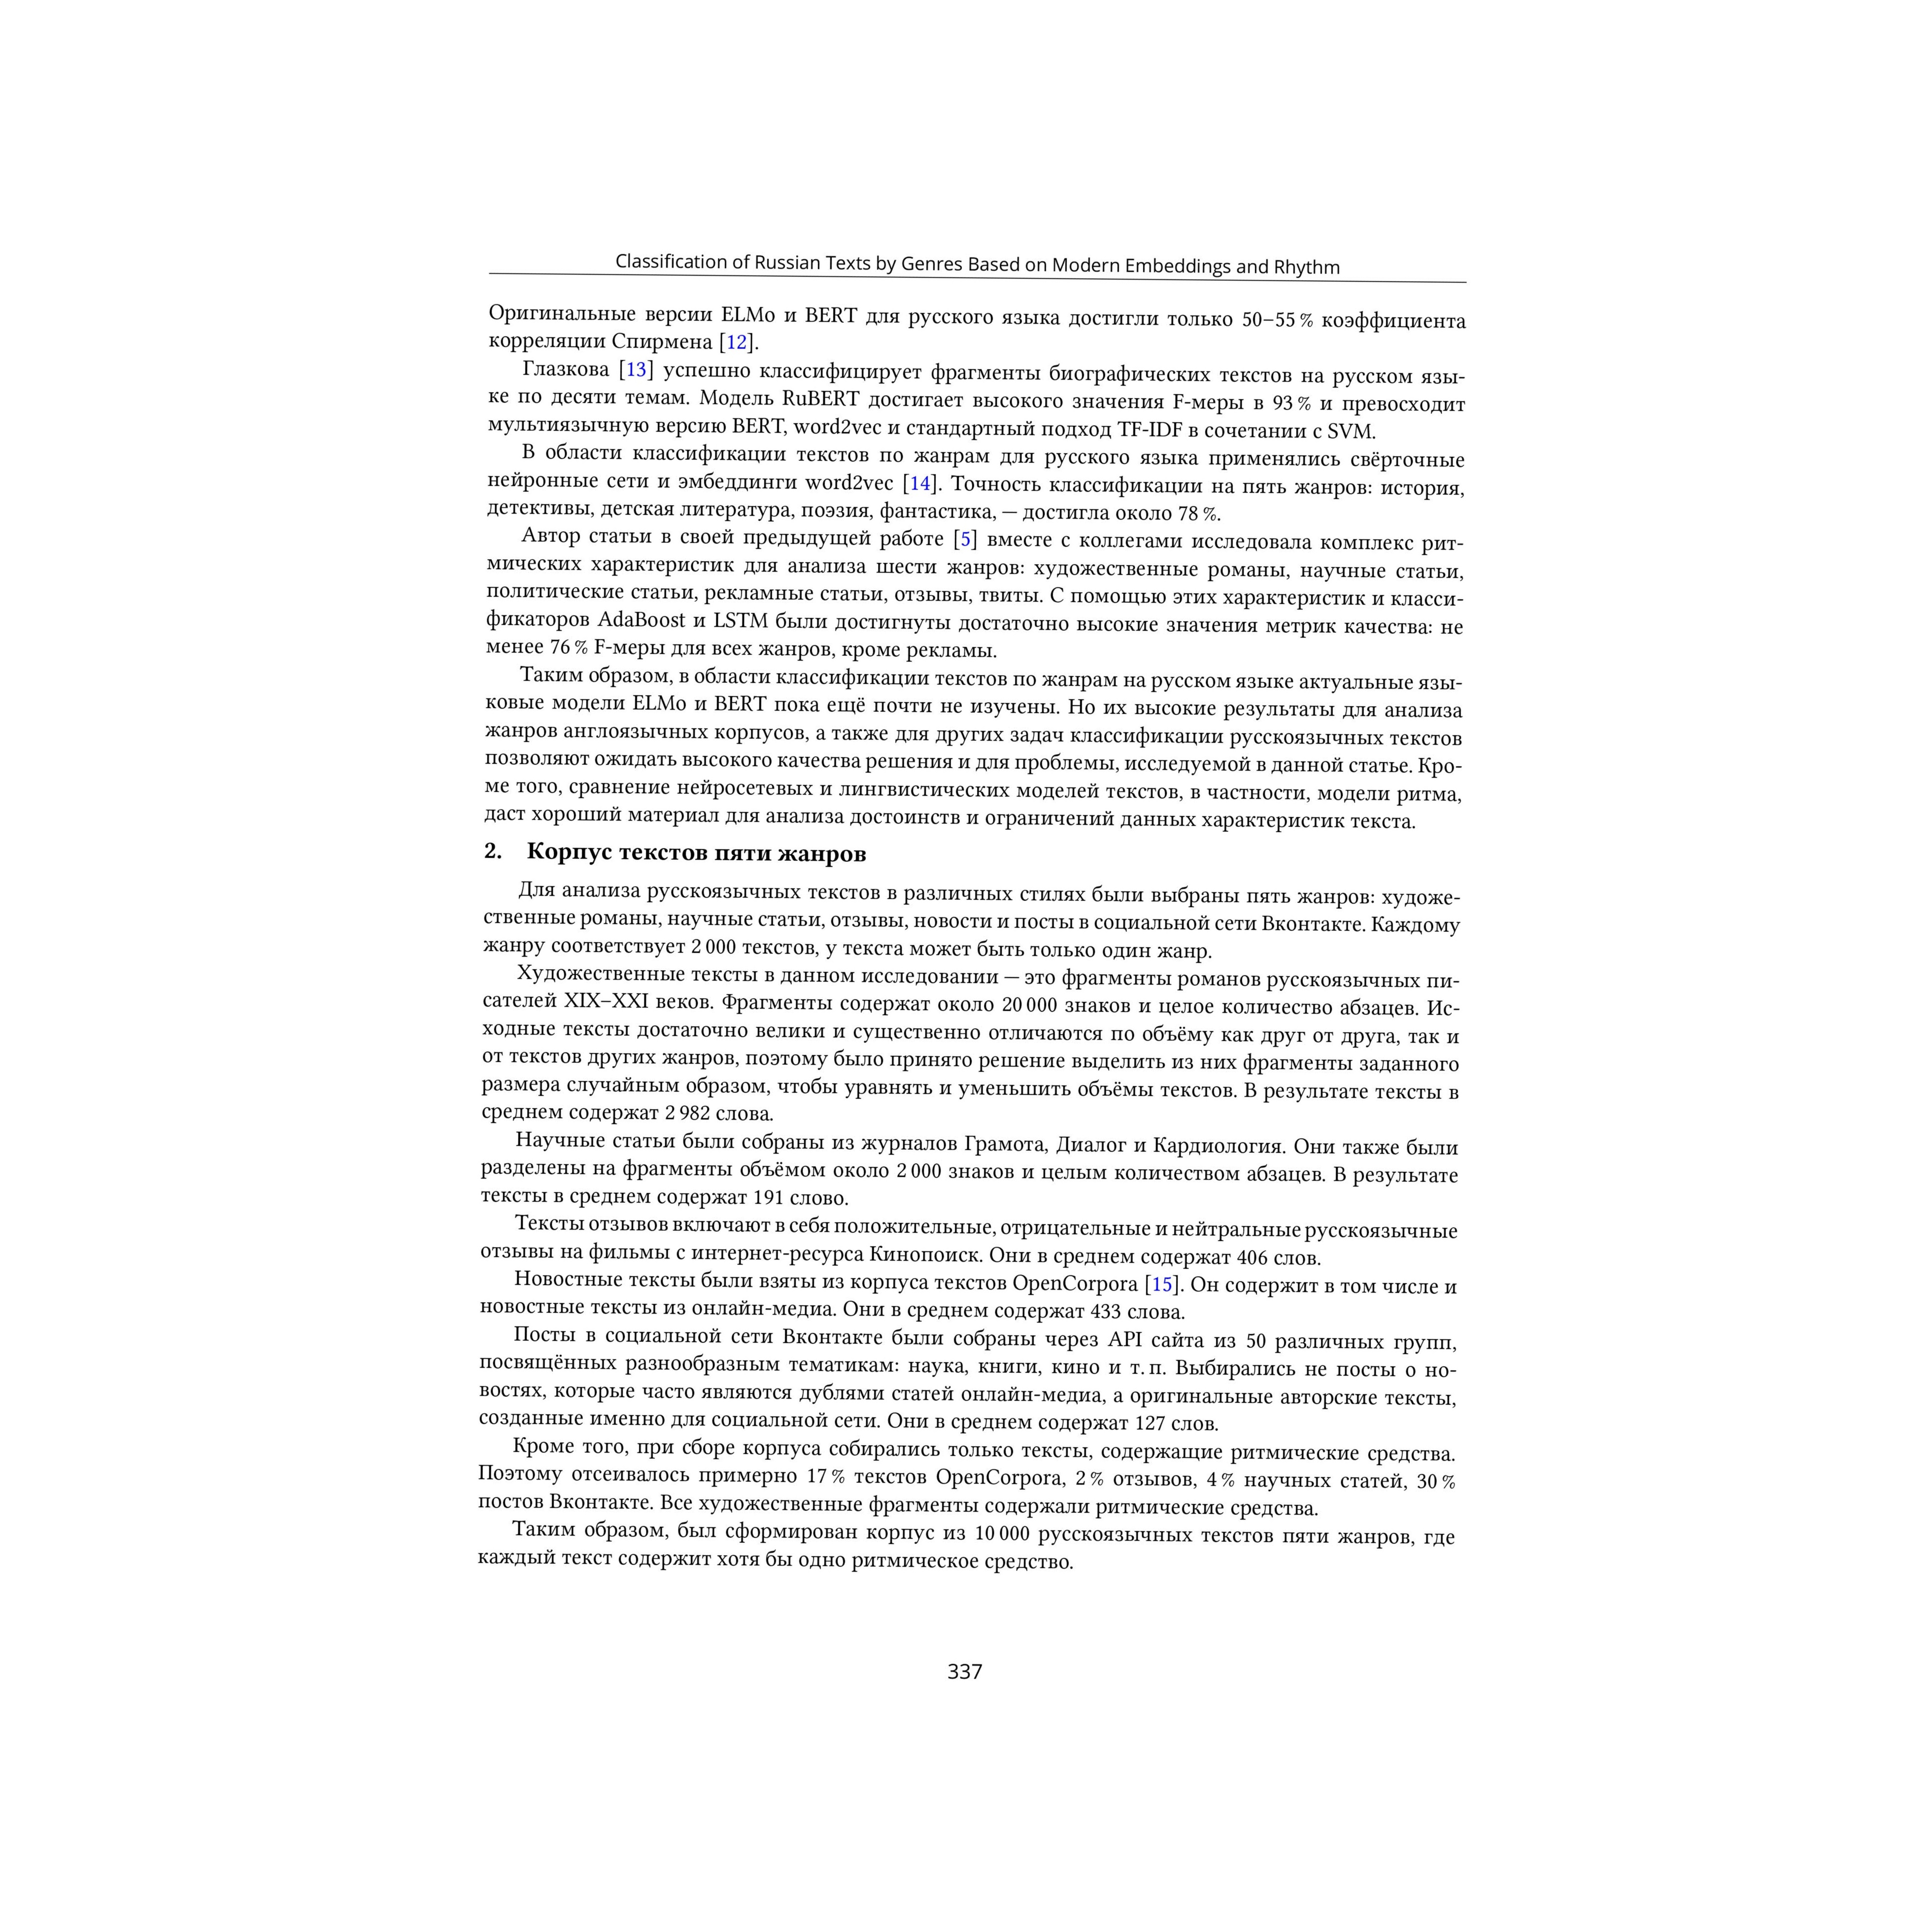 Classification of Russian Texts by Genres Based on Modern Embeddings and Rhythm
Оригинальные версии ELMo и BERT для русского языка достигли только 50–55 % коэффициента
корреляции Спирмена [12].
Глазкова [13] успешно классифицирует фрагменты биографических текстов на русском язы-
ке по десяти темам. Модель RuBERT достигает высокого значения F-меры в 93 % и превосходит
мультиязычную версию BERT, word2vec и стандартный подход TF-IDF в сочетании с SVM.
В области классификации текстов по жанрам для русского языка применялись свёрточные
нейронные сети и эмбеддинги word2vec [14]. Точность классификации на пять жанров: история,
детективы, детская литература, поэзия, фантастика, — достигла около 78 %.
Автор статьи в своей предыдущей работе [5] вместе с коллегами исследовала комплекс рит-
мических характеристик для анализа шести жанров: художественные романы, научные статьи,
политические статьи, рекламные статьи, отзывы, твиты. С помощью этих характеристик и класси-
фикаторов AdaBoost и LSTM были достигнуты достаточно высокие значения метрик качества: не
менее 76 % F-меры для всех жанров, кроме рекламы.
Таким образом, в области классификации текстов по жанрам на русском языке актуальные язы-
ковые модели ELMo и BERT пока ещё почти не изучены. Но их высокие результаты для анализа
жанров англоязычных корпусов, а также для других задач классификации русскоязычных текстов
позволяют ожидать высокого качества решения и для проблемы, исследуемой в данной статье. Кро-
ме того, сравнение нейросетевых и лингвистических моделей текстов, в частности, модели ритма,
даст хороший материал для анализа достоинств и ограничений данных характеристик текста.
2. Корпус текстов пяти жанров
Для анализа русскоязычных текстов в различных стилях были выбраны пять жанров: художе-
ственные романы, научные статьи, отзывы, новости и посты в социальной сети Вконтакте. Каждому
жанру соответствует 2 000 текстов, у текста может быть только один жанр.
Художественные тексты в данном исследовании — это фрагменты романов русскоязычных пи-
сателей XIX–XXI веков. Фрагменты содержат около 20 000 знаков и целое количество абзацев. Ис-
ходные тексты достаточно велики и существенно отличаются по объёму как друг от друга, так и
от текстов других жанров, поэтому было принято решение выделить из них фрагменты заданного
размера случайным образом, чтобы уравнять и уменьшить объёмы текстов. В результате тексты в
среднем содержат 2 982 слова.
Научные статьи были собраны из журналов Грамота, Диалог и Кардиология. Они также были
разделены на фрагменты объёмом около 2 000 знаков и целым количеством абзацев. В результате
тексты в среднем содержат 191 слово.
Тексты отзывов включают в себя положительные, отрицательные и нейтральные русскоязычные
отзывы на фильмы с интернет-ресурса Кинопоиск. Они в среднем содержат 406 слов.
Новостные тексты были взяты из корпуса текстов OpenCorpora [15]. Он содержит в том числе и
новостные тексты из онлайн-медиа. Они в среднем содержат 433 слова.
Посты в социальной сети Вконтакте были собраны через API сайта из 50 различных групп,
посвящённых разнообразным тематикам: наука, книги, кино и т. п. Выбирались не посты о но-
востях, которые часто являются дублями статей онлайн-медиа, а оригинальные авторские тексты,
созданные именно для социальной сети. Они в среднем содержат 127 слов.
Кроме того, при сборе корпуса собирались только тексты, содержащие ритмические средства.
Поэтому отсеивалось примерно 17 % текстов OpenCorpora, 2 % отзывов, 4 % научных статей, 30 %
постов Вконтакте. Все художественные фрагменты содержали ритмические средства.
Таким образом, был сформирован корпус из 10 000 русскоязычных текстов пяти жанров, где
каждый текст содержит хотя бы одно ритмическое средство.
337